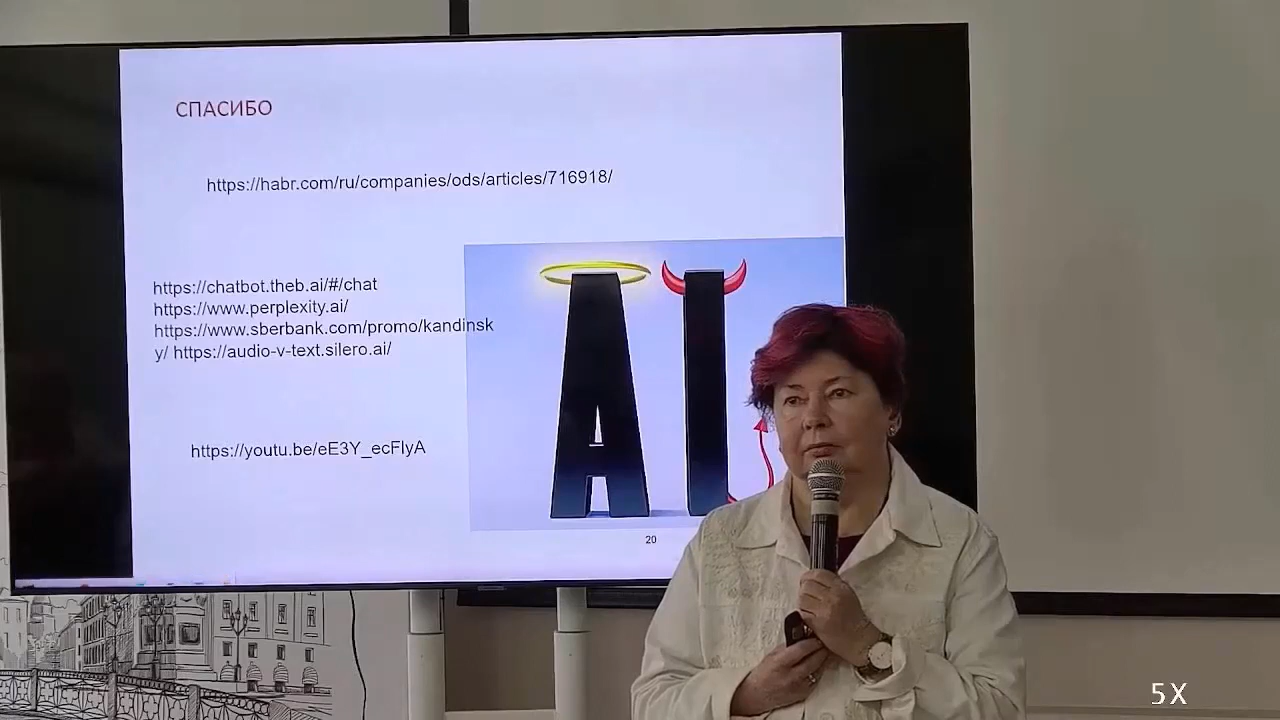 СПАСИБО
https://habr.com/ru/companies/ods/articles/716918/
https://chatbot.theb.ai/#/chat
https://www.perplexity.ai/
https://www.sberbank.com/promo/kandinsk
y/ https://audio-v-text.silero.ai/
https://youtu.be/eE3Y_ecFlyA
AI
20
5X